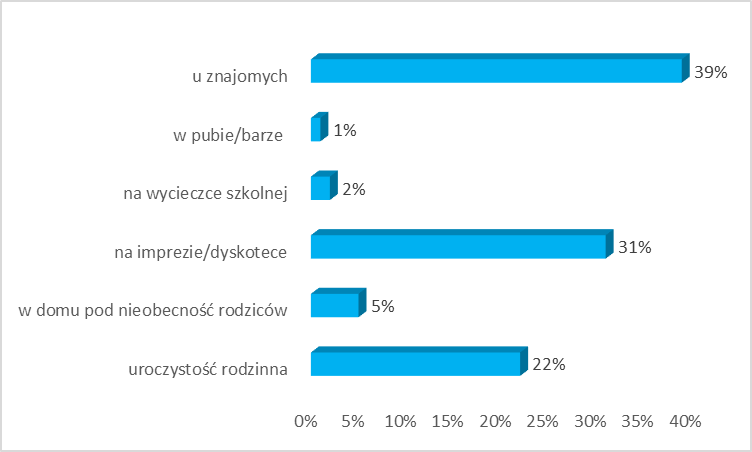 u znajomych 39%
w pubie/barze 1%
na wycieczce szkolnej 2%
na imprezie/dyskotece 31%
w domu pod nieobecność rodziców 5%
uroczystość rodzinna 22%
0% 5% 10% 15% 20% 25% 30% 35% 40%